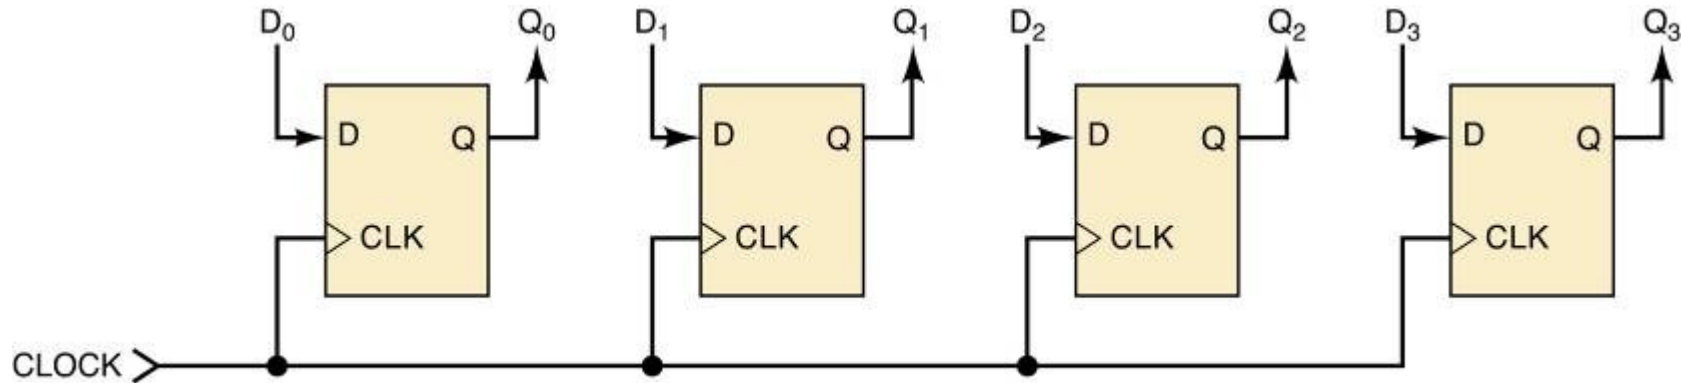 D₀ Q₀ D₁ Q₁ D₂ Q₂ D₃ Q₃
D Q D Q D Q D Q
CLK CLK CLK CLK
CLOCK